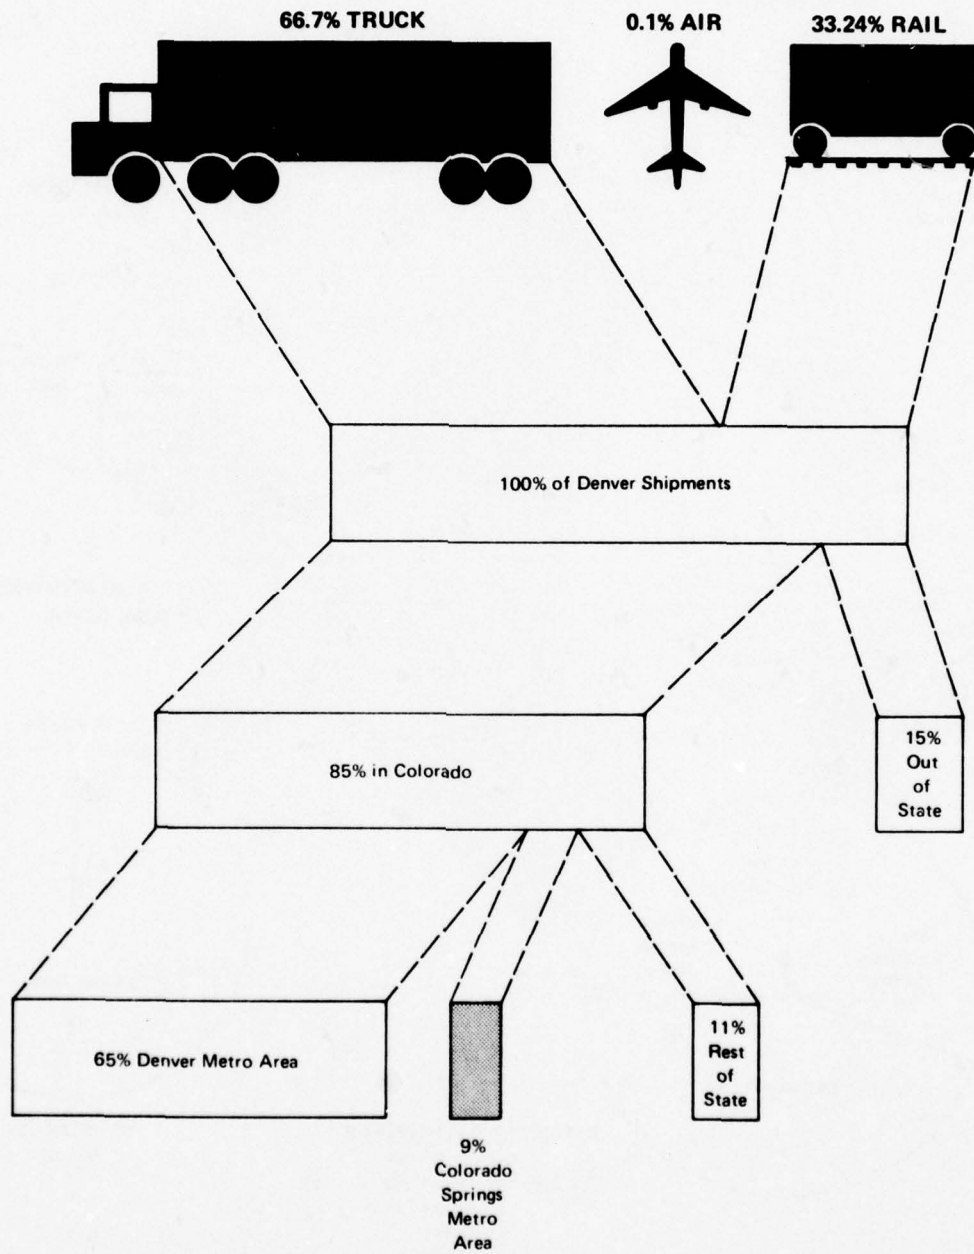 66.7% TRUCK
0.1% AIR
33.24% RAIL
100% of Denver Shipments
85% in Colorado
15%
Out
of
State
65% Denver Metro Area
9%
Colorado
Springs
Metro
Area
11%
Rest
of
State